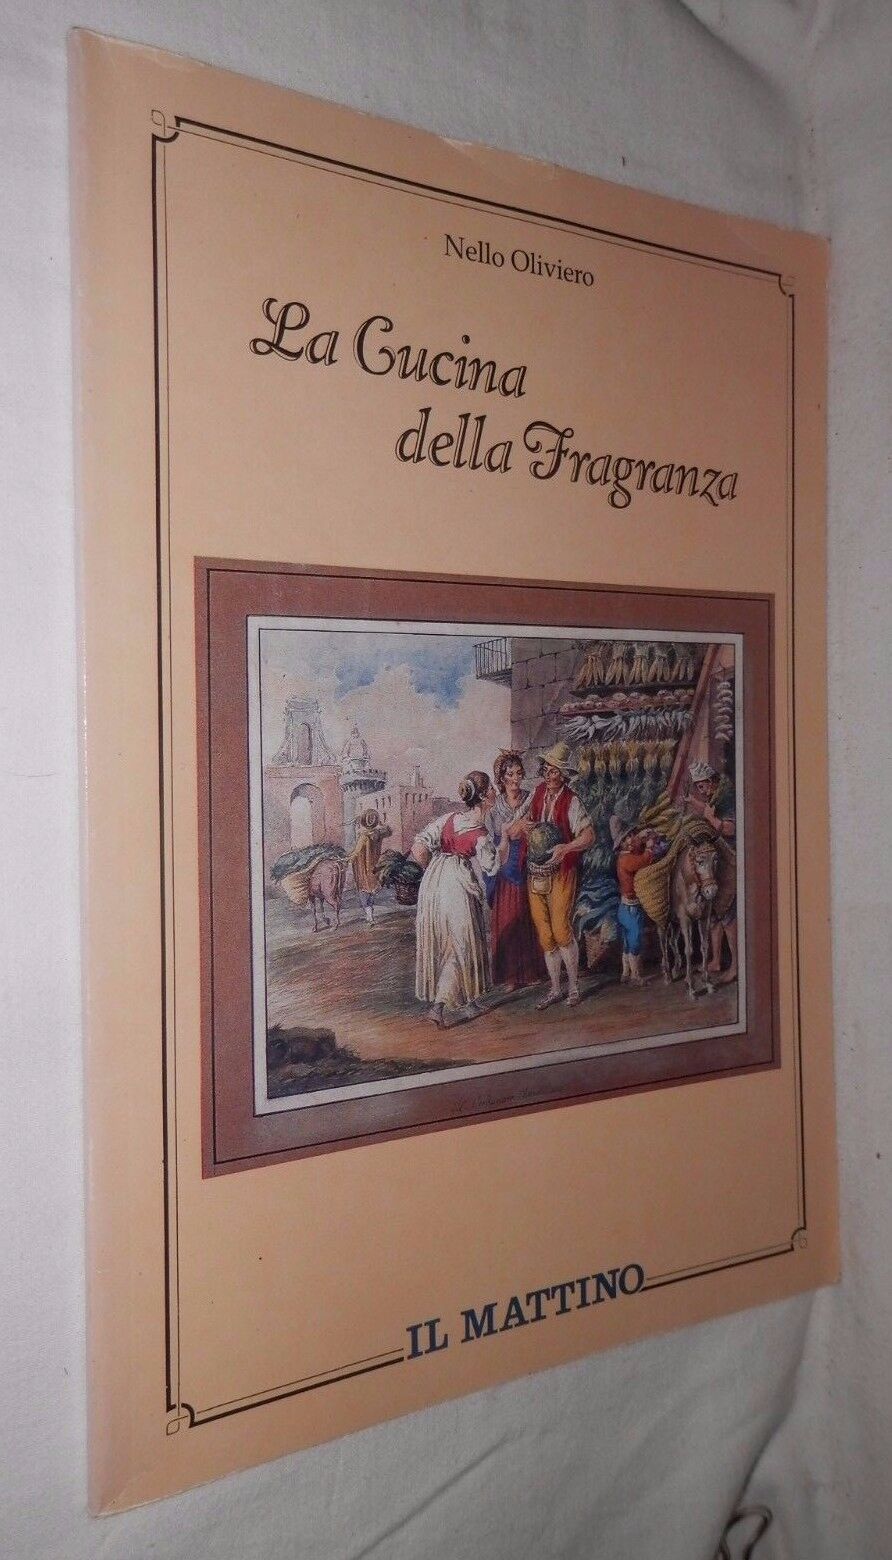 Nello Oliviero
La Cucina
della Fragranza
IL MATTINO